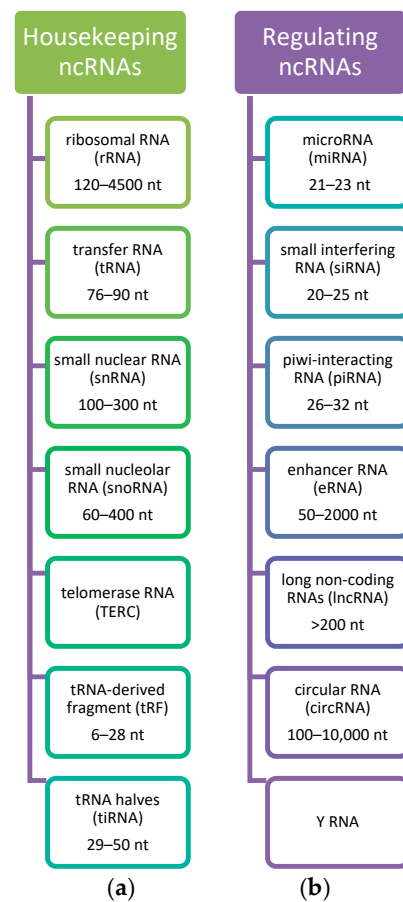 Housekeeping
ncRNAs
ribosomal RNA
(rRNA)
120–4500 nt
transfer RNA
(tRNA)
76–90 nt
small nuclear RNA
(snRNA)
100–300 nt
small nucleolar
RNA (snoRNA)
60–400 nt
telomerase RNA
(TERC)
tRNA-derived
fragment (tRF)
6–28 nt
tRNA halves
(tiRNA)
29–50 nt
(a)
Regulating
ncRNAs
microRNA
(miRNA)
21–23 nt
small interfering
RNA (siRNA)
20–25 nt
piwi-interacting
RNA (piRNA)
26–32 nt
enhancer RNA
(eRNA)
50–2000 nt
long non-coding
RNAs (lncRNA)
>200 nt
circular RNA
(circRNA)
100–10,000 nt
Y RNA
(b)